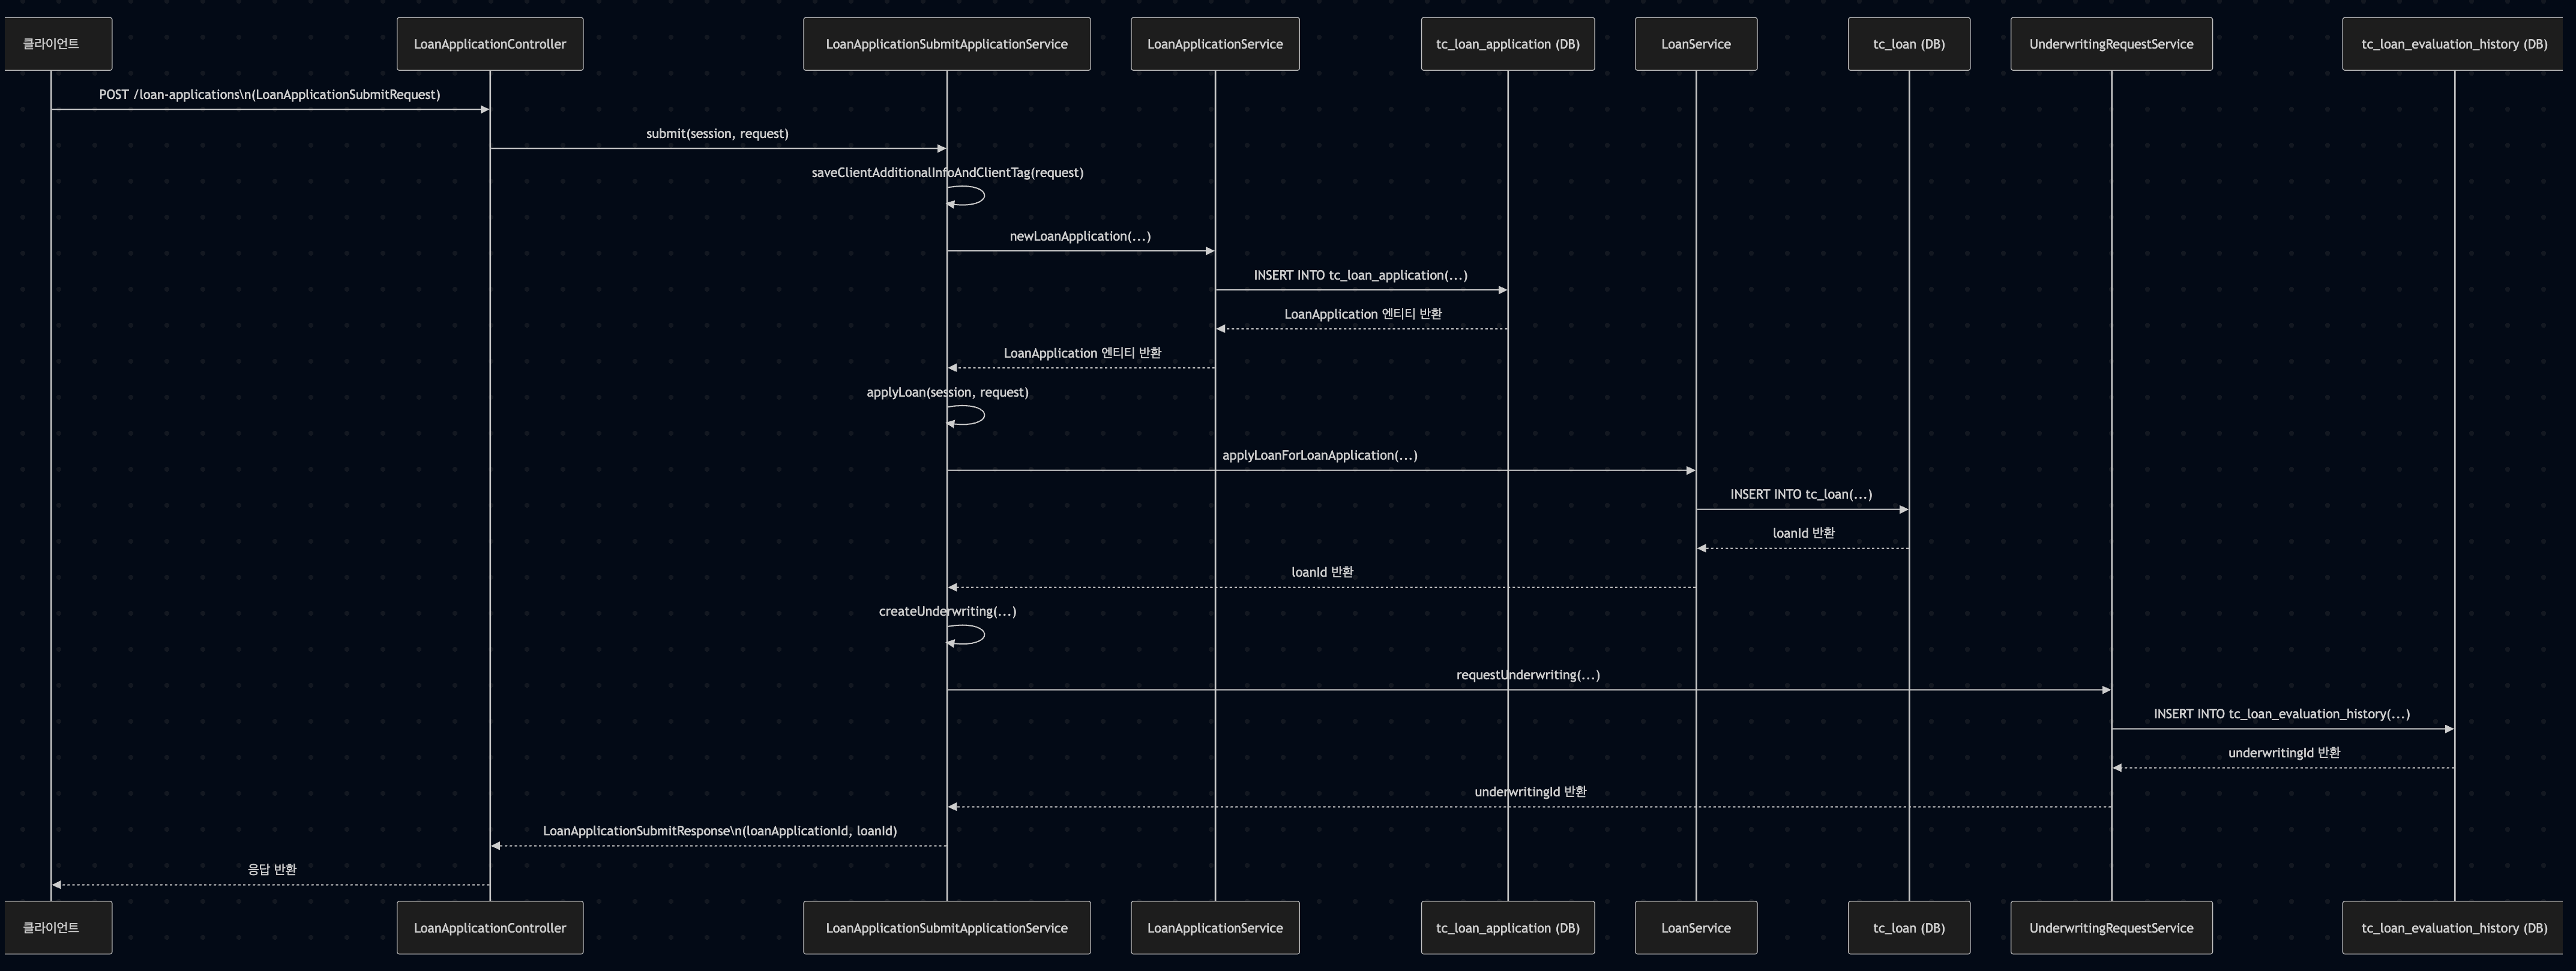 클라이언트
LoanApplicationController
LoanApplicationSubmitApplicationService
LoanApplicationService
tc_loan_application (DB)
LoanService
tc_loan (DB)
UnderwritingRequestService
tc_loan_evaluation_history (DB)
POST /loan-applications\n(LoanApplicationSubmitRequest)
submit(session, request)
saveClientAdditionalInfoAndClientTag(request)
newLoanApplication(...)
INSERT INTO tc_loan_application(...)
LoanApplication 엔티티 반환
LoanApplication 엔티티 반환
applyLoan(session, request)
applyLoanForLoanApplication(...)
INSERT INTO tc_loan(...)
loanId 반환
loanId 반환
createUnderwriting(...)
requestUnderwriting(...)
INSERT INTO tc_loan_evaluation_history(...)
underwritingId 반환
underwritingId 반환
LoanApplicationSubmitResponse\n(loanApplicationId, loanId)
응답 반환
클라이언트
LoanApplicationController
LoanApplicationSubmitApplicationService
LoanApplicationService
tc_loan_application (DB)
LoanService
tc_loan (DB)
UnderwritingRequestService
tc_loan_evaluation_history (DB)